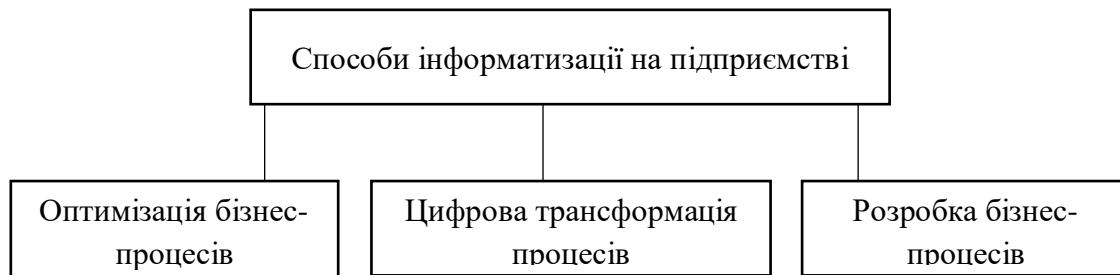 Способи інформатизації на підприємстві
Оптимізація бізнес-
процесів
Цифрова трансформація
процесів
Розробка бізнес-
процесів